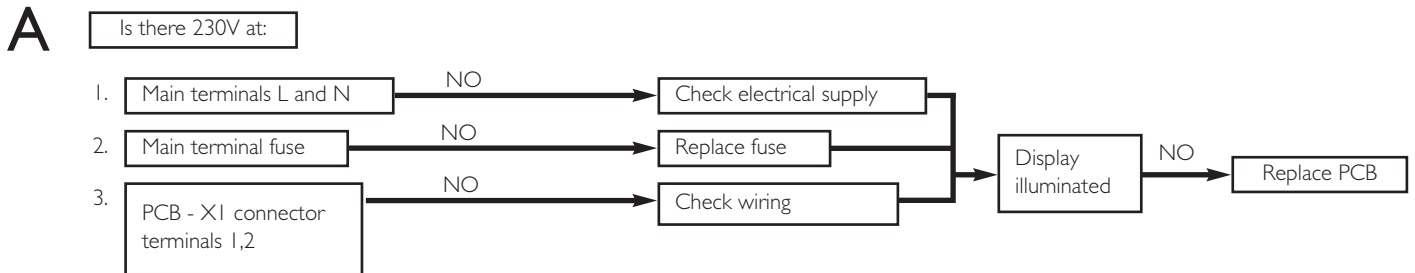 A
Is there 230V at:
1. Main terminals L and N
NO
Check electrical supply
2. Main terminal fuse
NO
Replace fuse
3. PCB - X1 connector
terminals 1,2
NO
Check wiring
Display
illuminated
NO
Replace PCB